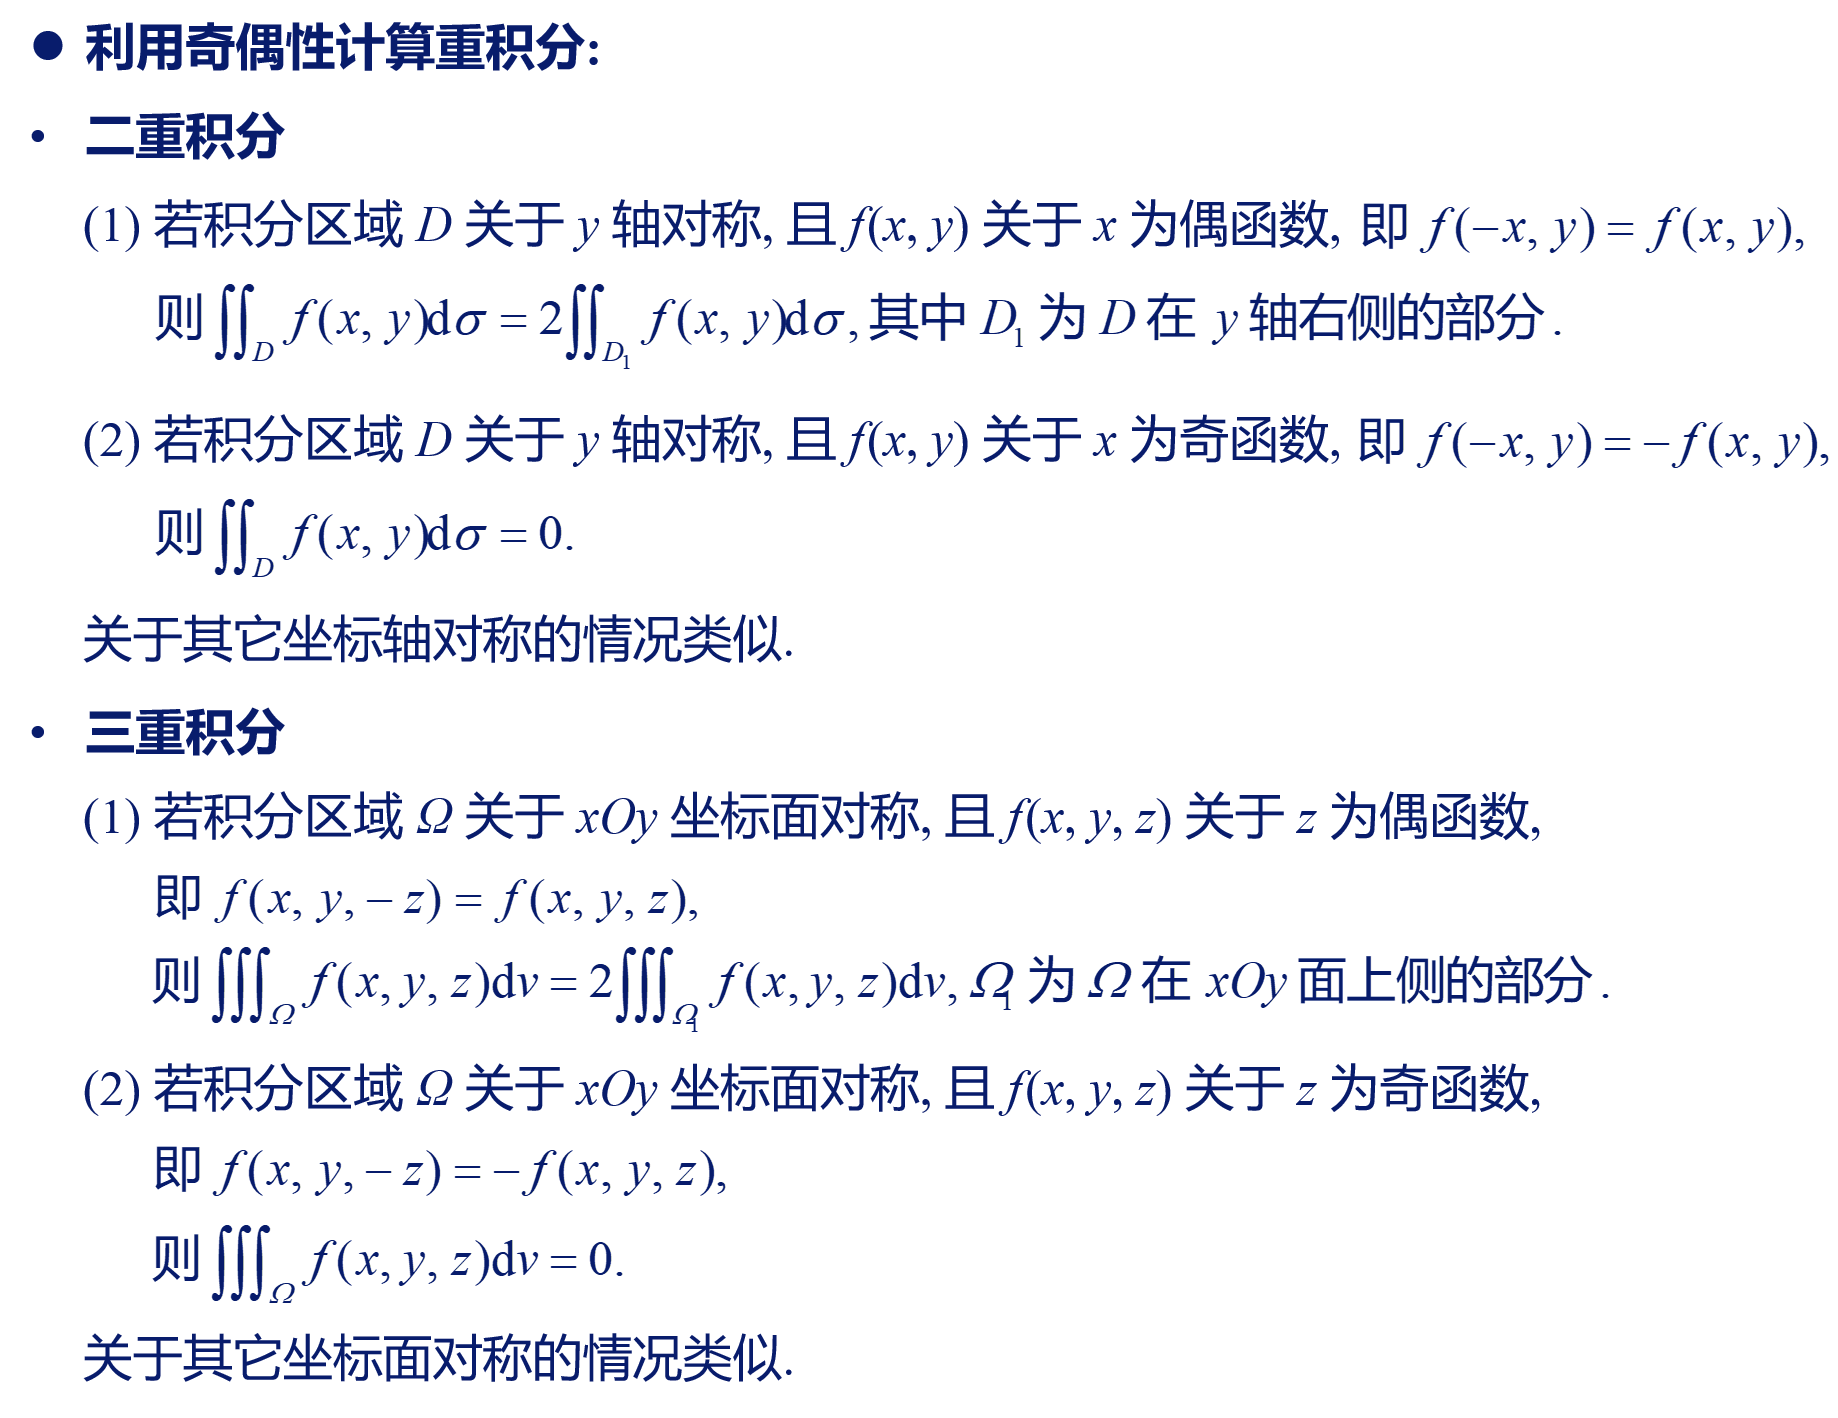 ● 利用奇偶性计算重积分:
• 二重积分
(1) 若积分区域 D 关于 y 轴对称, 且 f(x, y) 关于 x 为偶函数, 即 f(−x, y) = f(x, y),
则 ∬_D f(x, y)dσ = 2∬_{D₁} f(x, y)dσ, 其中 D₁ 为 D 在 y 轴右侧的部分.
(2) 若积分区域 D 关于 y 轴对称, 且 f(x, y) 关于 x 为奇函数, 即 f(−x, y) = −f(x, y),
则 ∬_D f(x, y)dσ = 0.
关于其它坐标轴对称的情况类似.
• 三重积分
(1) 若积分区域 Ω 关于 xOy 坐标面对称, 且 f(x, y, z) 关于 z 为偶函数,
即 f(x, y, −z) = f(x, y, z),
则 ∭_Ω f(x, y, z)dv = 2∭_{Ω₁} f(x, y, z)dv, Ω₁ 为 Ω 在 xOy 面上侧的部分.
(2) 若积分区域 Ω 关于 xOy 坐标面对称, 且 f(x, y, z) 关于 z 为奇函数,
即 f(x, y, −z) = −f(x, y, z),
则 ∭_Ω f(x, y, z)dv = 0.
关于其它坐标面对称的情况类似.